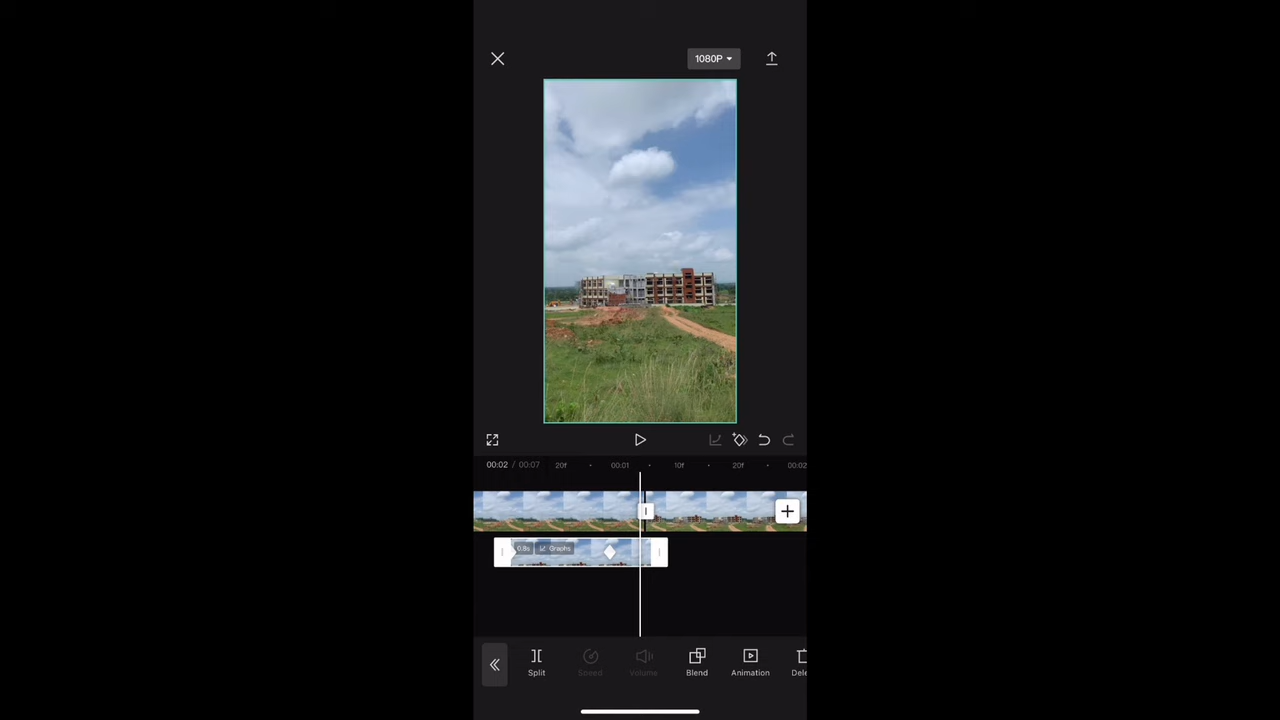 1080P
00:02 / 00:07 20f 00:01 10f 20f 00:02
0.8s Graphs
Split Speed Volume Blend Animation Dele